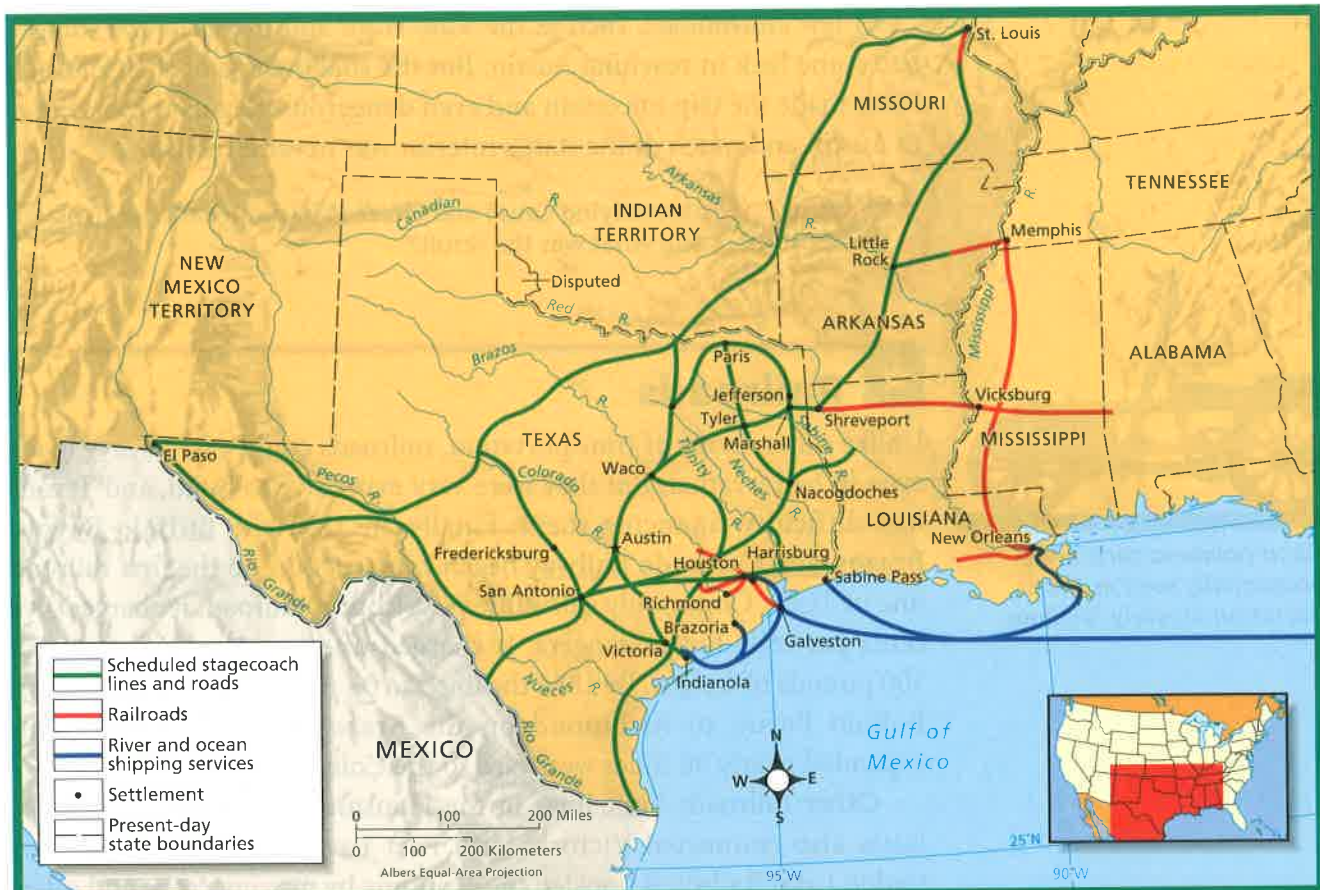 St. Louis
MISSOURI
Arkansas
R.
R.
TENNESSEE
Canadian
R.
INDIAN
TERRITORY
R.
Little
Rock
Memphis
NEW
MEXICO
TERRITORY
Disputed
Red
R.
Mississippi
ARKANSAS
ALABAMA
Brazos
R.
Paris
Jefferson
Tyler
Marshall
Shreveport
Vicksburg
MISSISSIPPI
TEXAS
El Paso
Pecos
R.
Colorado
R.
Waco
Trinity
R.
Neches
R.
Sabine
R.
Nacogdoches
LOUISIANA
New Orleans
Fredericksburg
Austin
Houston
Harrisburg
San Antonio
Sabine Pass
Richmond
Brazoria
Galveston
Victoria
Indianola
Rio
Grande
Nueces
R.
Rio
Grande
MEXICO
Gulf of
Mexico
Scheduled stagecoach
lines and roads
Railroads
River and ocean
shipping services
Settlement
Present-day
state boundaries
N
W
E
S
0 100 200 Miles
0 100 200 Kilometers
Albers Equal-Area Projection
25°N
95°W
90°W